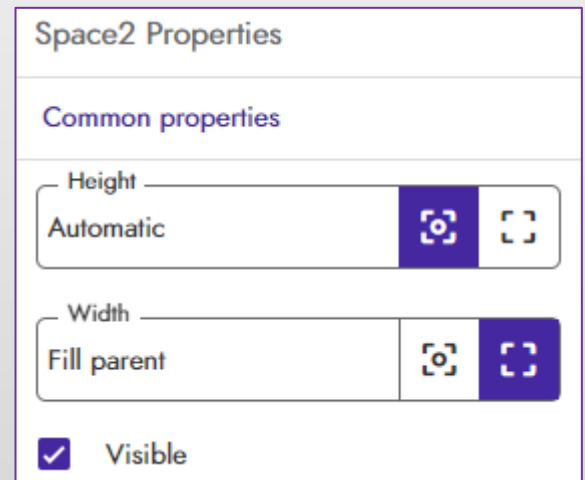 Space2 Properties
Common properties
Height
Automatic
Width
Fill parent
Visible